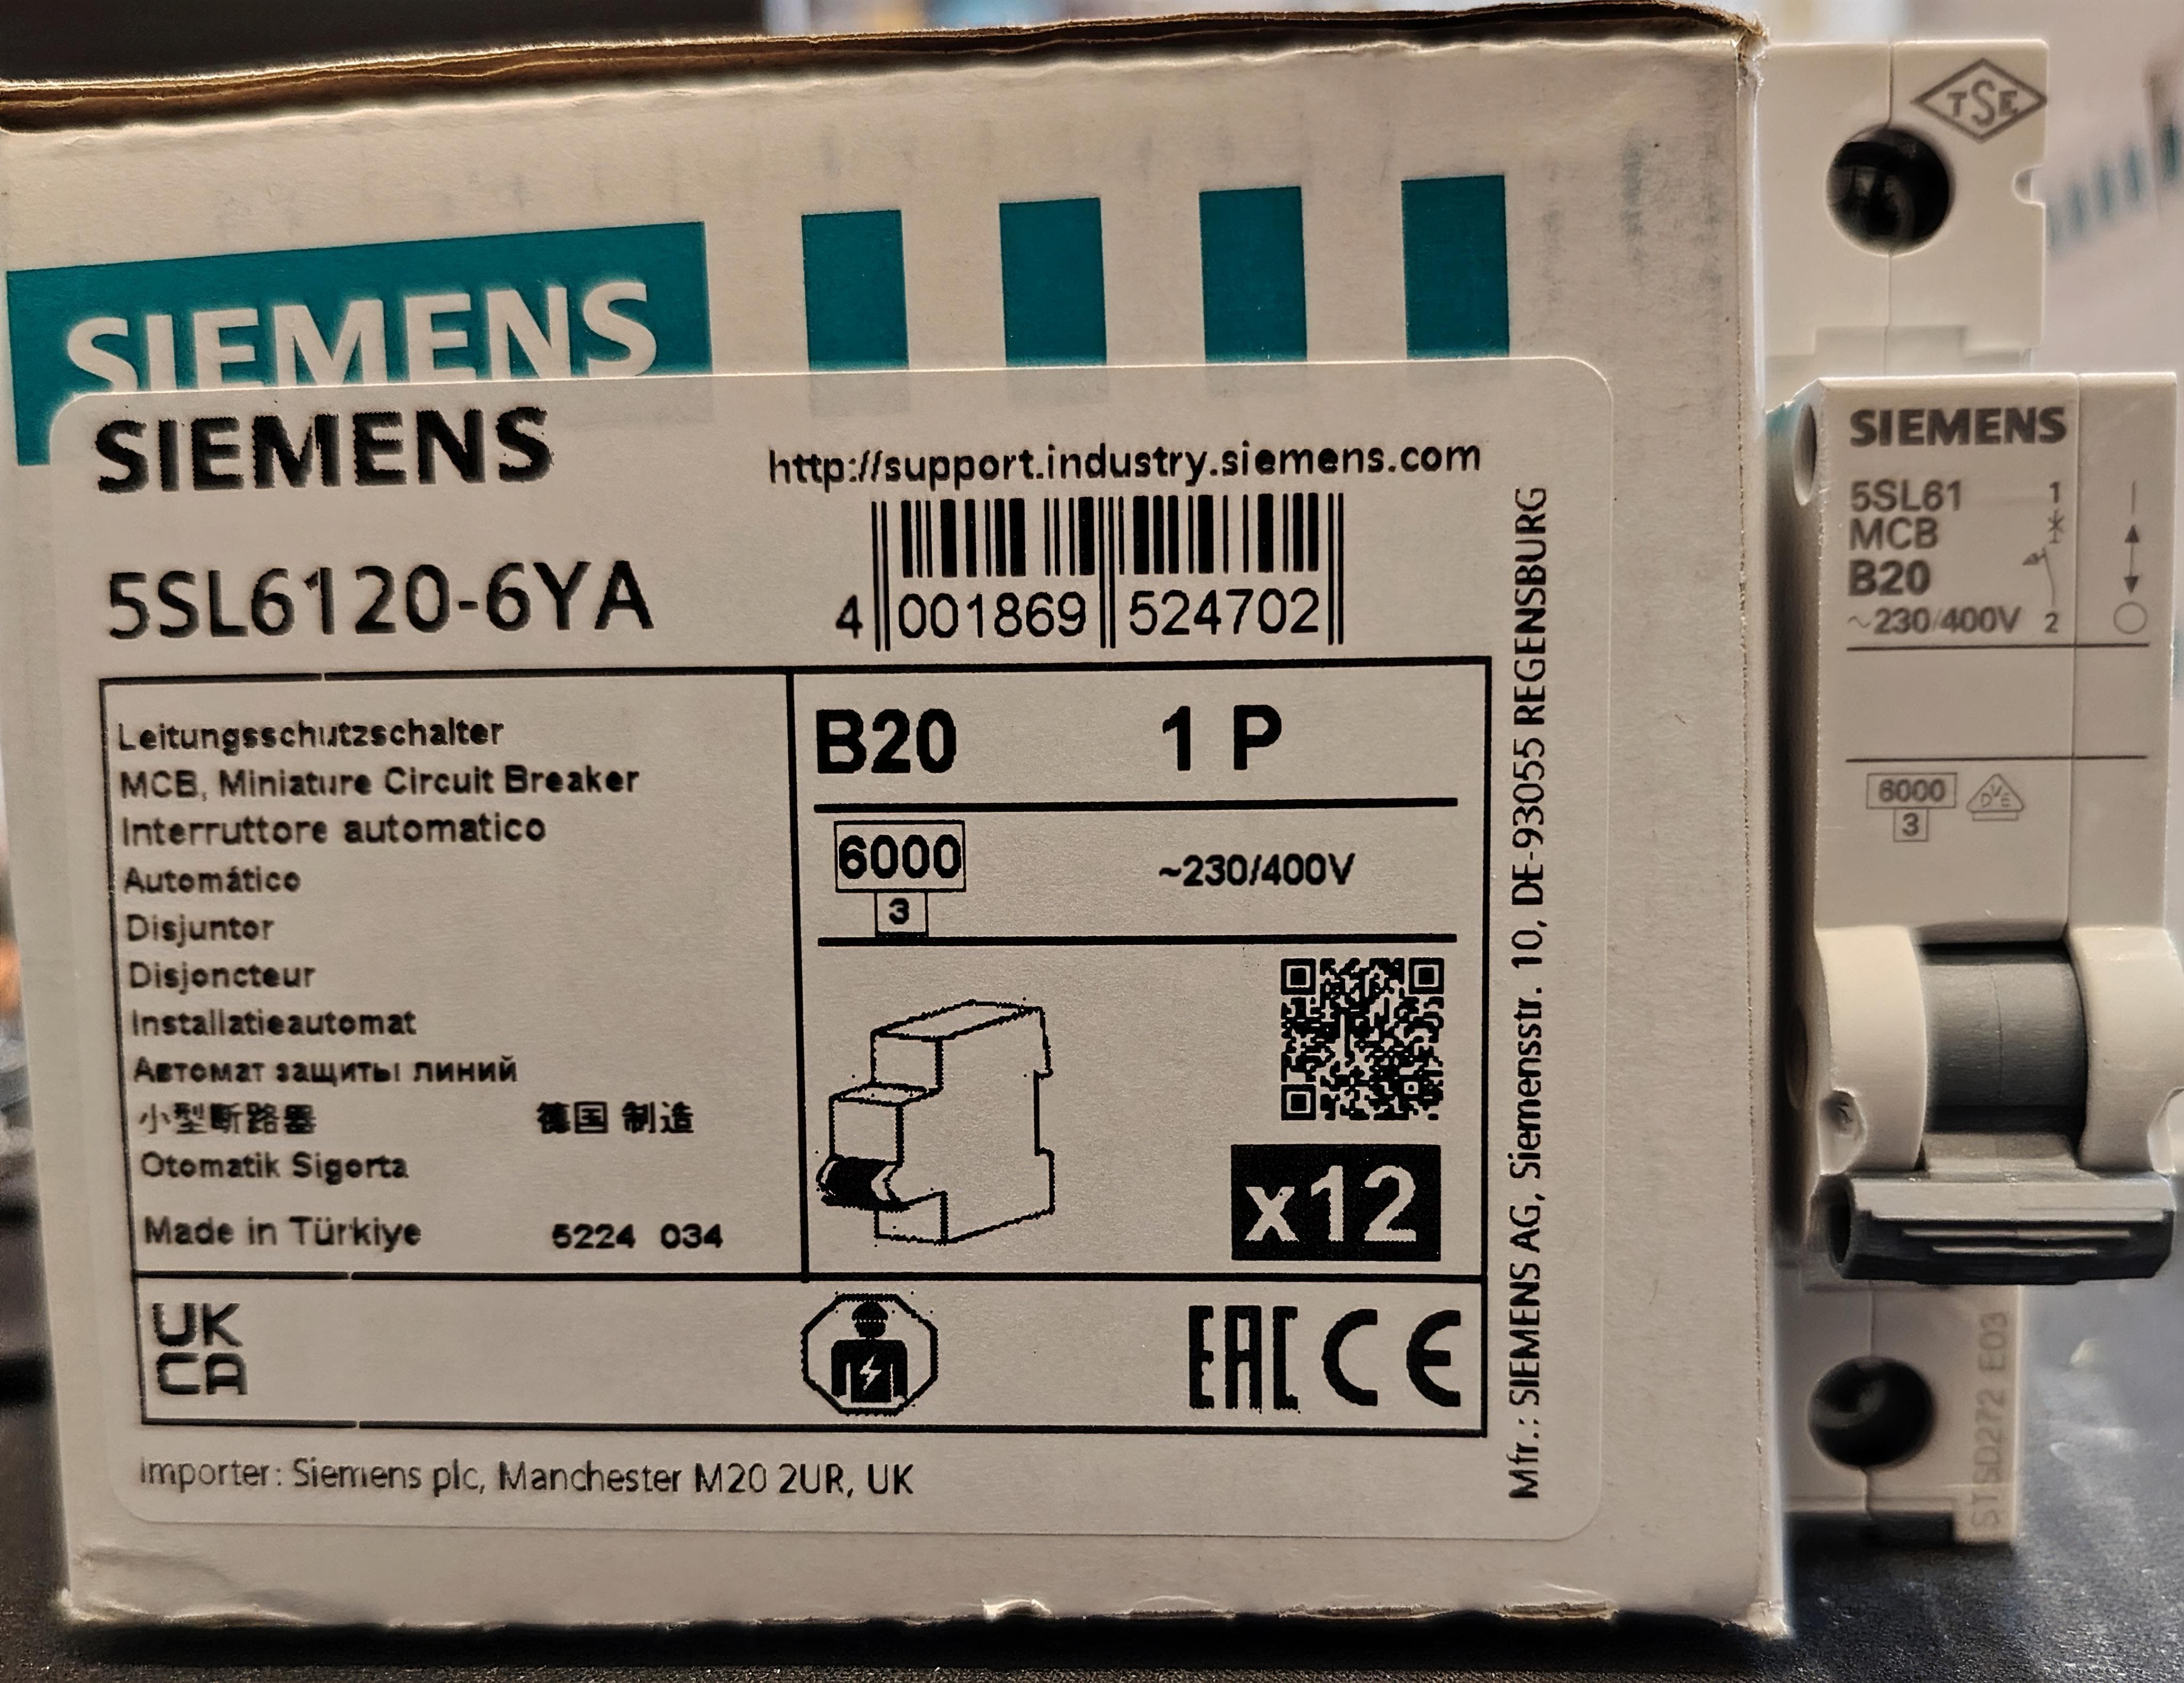 SIEMENS
SIEMENS
http://support.industry.siemens.com
5SL6120-6YA
4 001869 524702
Leitungsschutzschalter
MCB, Miniature Circuit Breaker
Interruttore automatico
Automático
Disjuntor
Disjoncteur
Installatieautomat
Автомат защиты линий
小型断路器 德国 制造
Otomatik Sigorta
Made in Türkiye 5224 034
B20 1 P
6000
3
~230/400V
x12
UK
CA
EAC CE
Importer: Siemens plc, Manchester M20 2UR, UK
Mfr.: SIEMENS AG, Siemensstr. 10, DE-93055 REGENSBURG
TSE
SIEMENS
5SL61
MCB
B20
~230/400V
1
2
6000
3
VDE
STSD272 E03